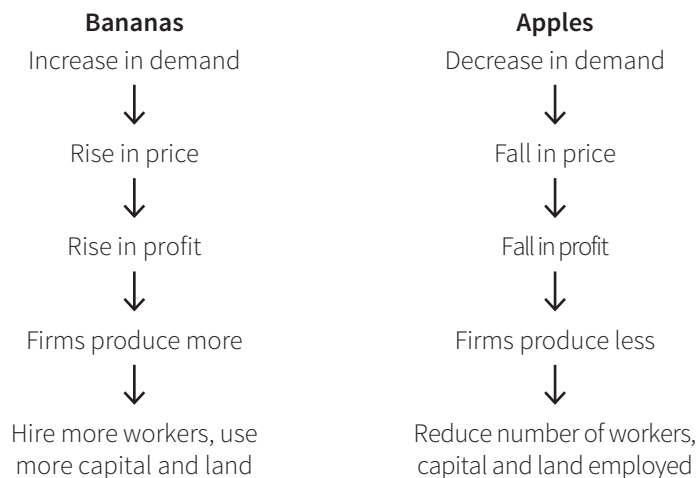 Bananas
Increase in demand
Rise in price
Rise in profit
Firms produce more
Hire more workers, use
more capital and land
Apples
Decrease in demand
Fall in price
Fall in profit
Firms produce less
Reduce number of workers,
capital and land employed